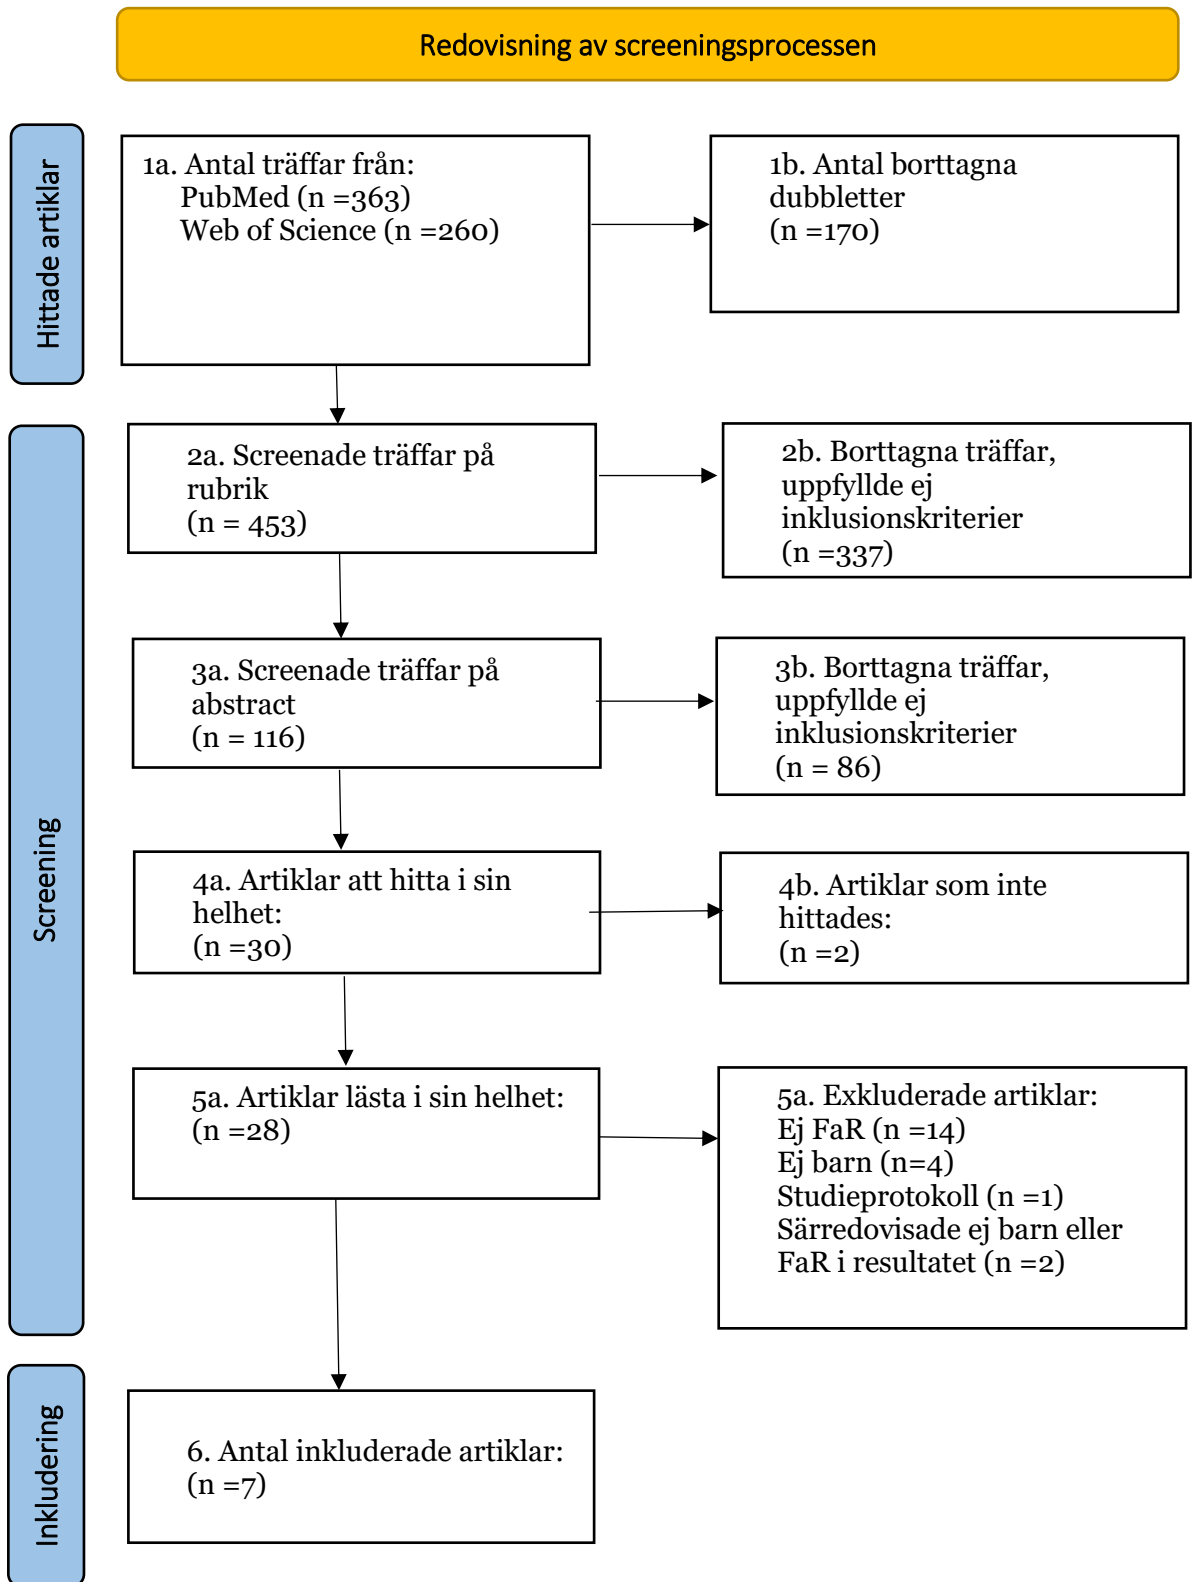 Redovisning av screeningsprocessen
Hittade artiklar
1a. Antal träffar från:
PubMed (n =363)
Web of Science (n =260)
1b. Antal borttagna
dubbletter
(n =170)
Screening
2a. Screenade träffar på
rubrik
(n = 453)
2b. Borttagna träffar,
uppfyllde ej
inklusionskriterier
(n =337)
3a. Screenade träffar på
abstract
(n = 116)
3b. Borttagna träffar,
uppfyllde ej
inklusionskriterier
(n = 86)
4a. Artiklar att hitta i sin
helhet:
(n =30)
4b. Artiklar som inte
hittades:
(n =2)
5a. Artiklar lästa i sin helhet:
(n =28)
5a. Exkluderade artiklar:
Ej FaR (n =14)
Ej barn (n=4)
Studieprotokoll (n =1)
Särredovisade ej barn eller
FaR i resultatet (n =2)
Inkludering
6. Antal inkluderade artiklar:
(n =7)